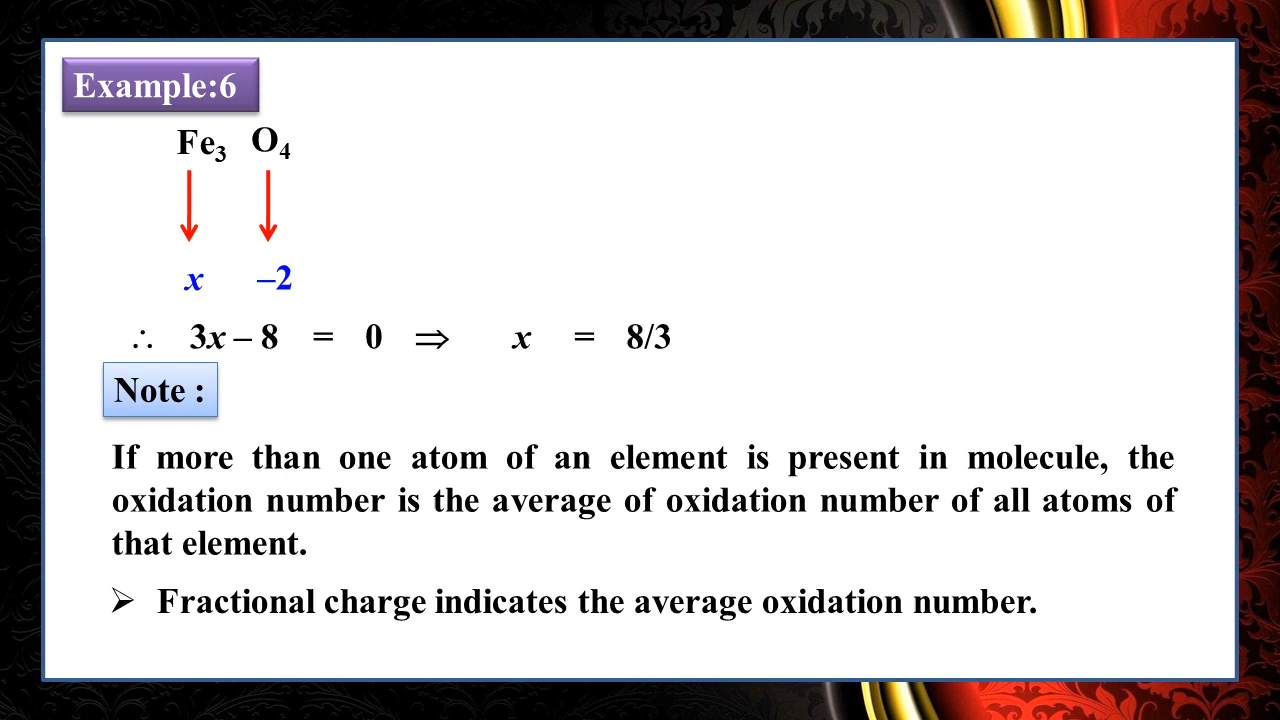 Example:6
Fe₃ O₄
x –2
∴ 3x – 8 = 0 ⇒ x = 8/3
Note :
If more than one atom of an element is present in molecule, the
oxidation number is the average of oxidation number of all atoms of
that element.
➢ Fractional charge indicates the average oxidation number.